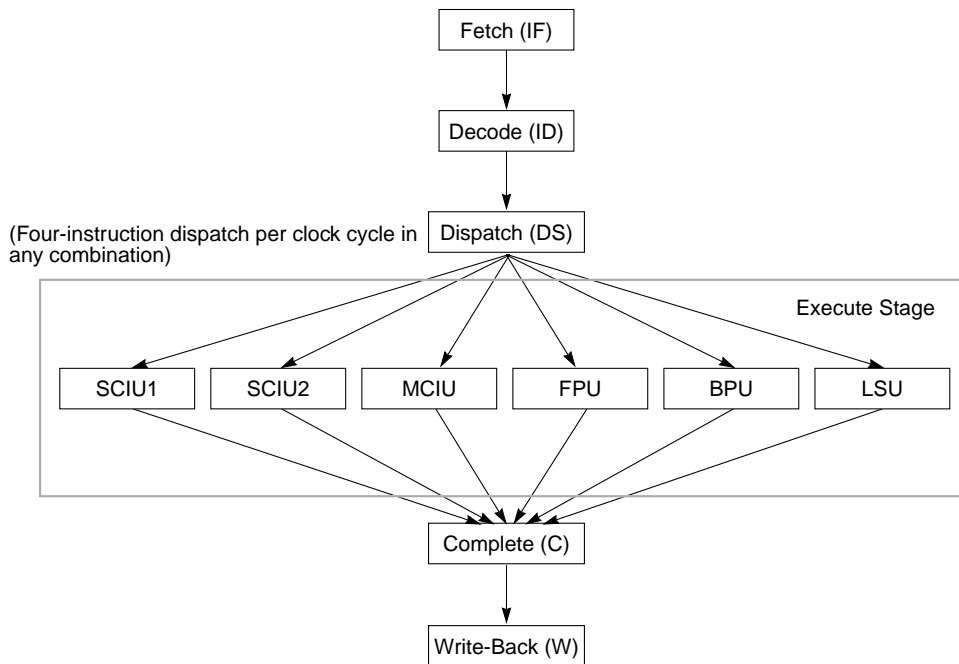 Fetch (IF)
Decode (ID)
(Four-instruction dispatch per clock cycle in
any combination)
Dispatch (DS)
Execute Stage
SCIU1
SCIU2
MCIU
FPU
BPU
LSU
Complete (C)
Write-Back (W)